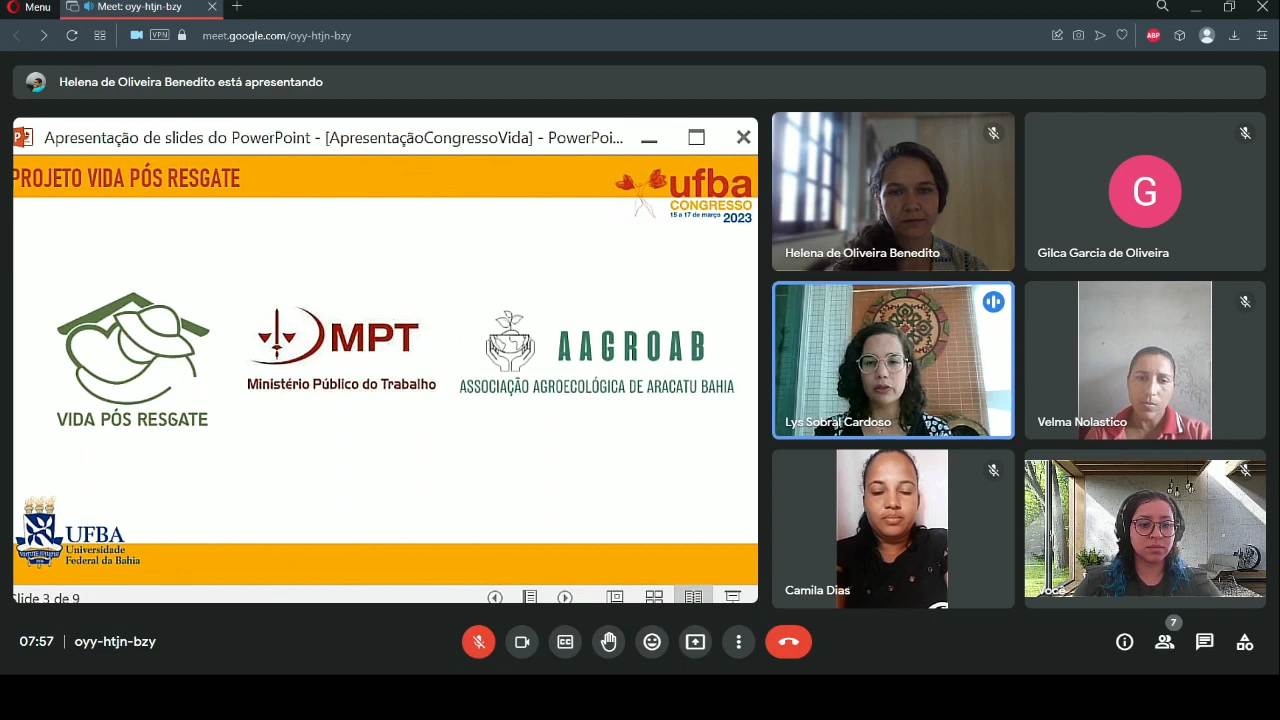 Menu
Meet: oyy-htjn-bzy
VPN
meet.google.com/oyy-htjn-bzy
ABP
Helena de Oliveira Benedito está apresentando
Apresentação de slides do PowerPoint - [ApresentaçãoCongressoVida] - PowerPoi...
PROJETO VIDA PÓS RESGATE
ufba
CONGRESSO
15 a 17 de março 2023
VIDA PÓS RESGATE
MPT
Ministério Público do Trabalho
AAGROAB
ASSOCIAÇÃO AGROECOLÓGICA DE ARACATU BAHIA
UFBA
Universidade
Federal da Bahia
Slide 3 de 9
Helena de Oliveira Benedito
G
Gilca Garcia de Oliveira
Lys Sobral Cardoso
Velma Nolastico
Camila Dias
Você
07:57
oyy-htjn-bzy
CC
7